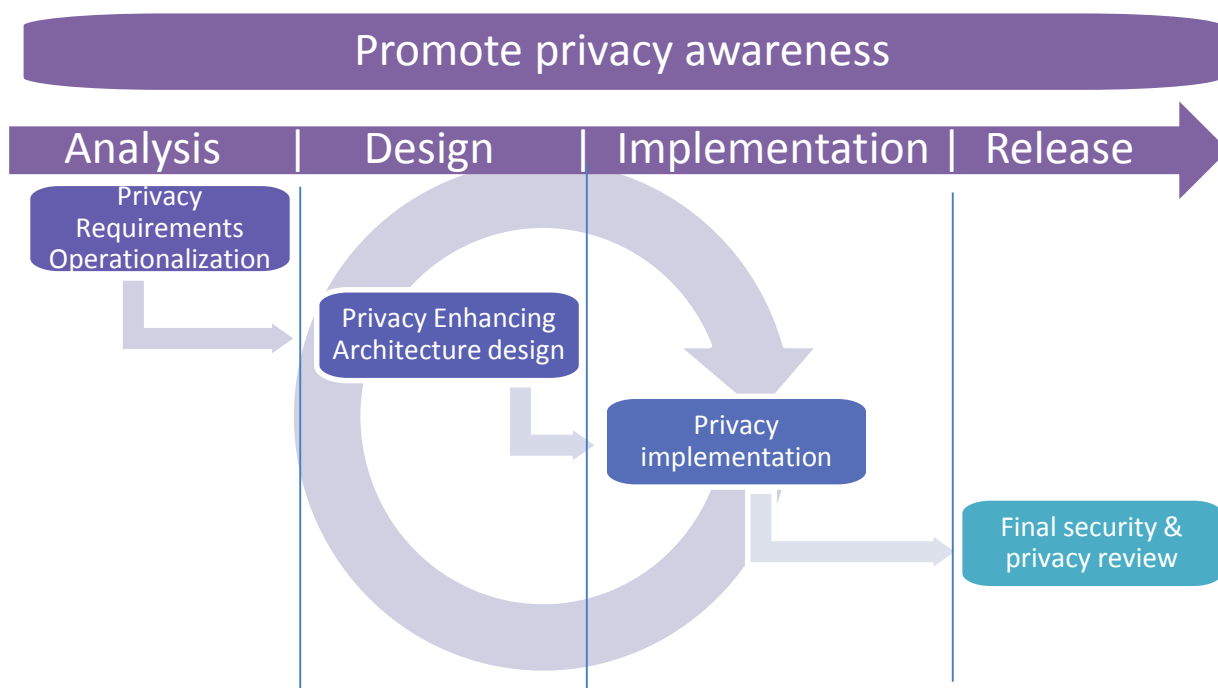 Promote privacy awareness
Analysis | Design | Implementation | Release
Privacy
Requirements
Operationalization
Privacy Enhancing
Architecture design
Privacy
implementation
Final security &
privacy review